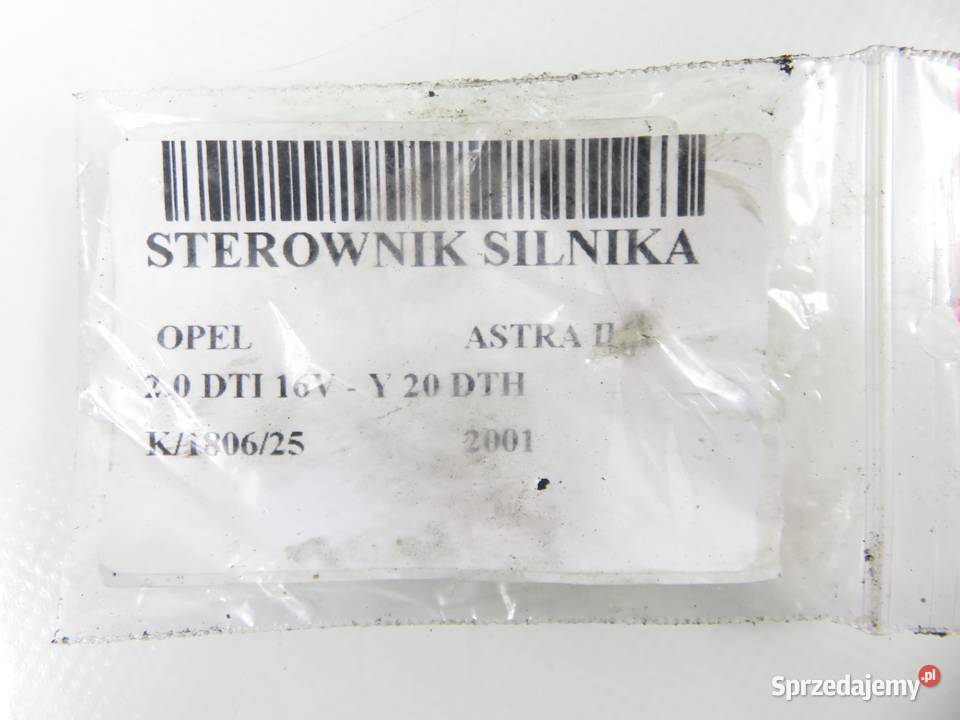 STEROWNIK SILNIKA
OPEL ASTRA II
2.0 DTI 16V - Y 20 DTH
K/1806/25 2001
Sprzedajemy.pl